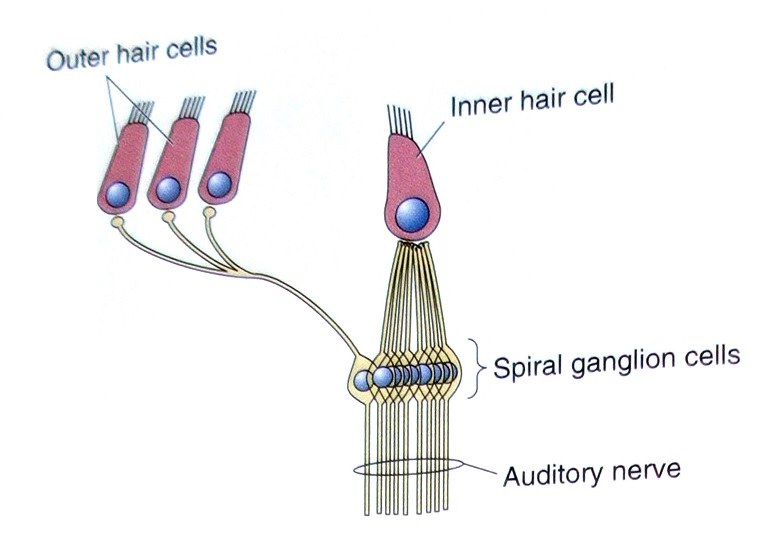 Outer hair cells
Inner hair cell
Spiral ganglion cells
Auditory nerve